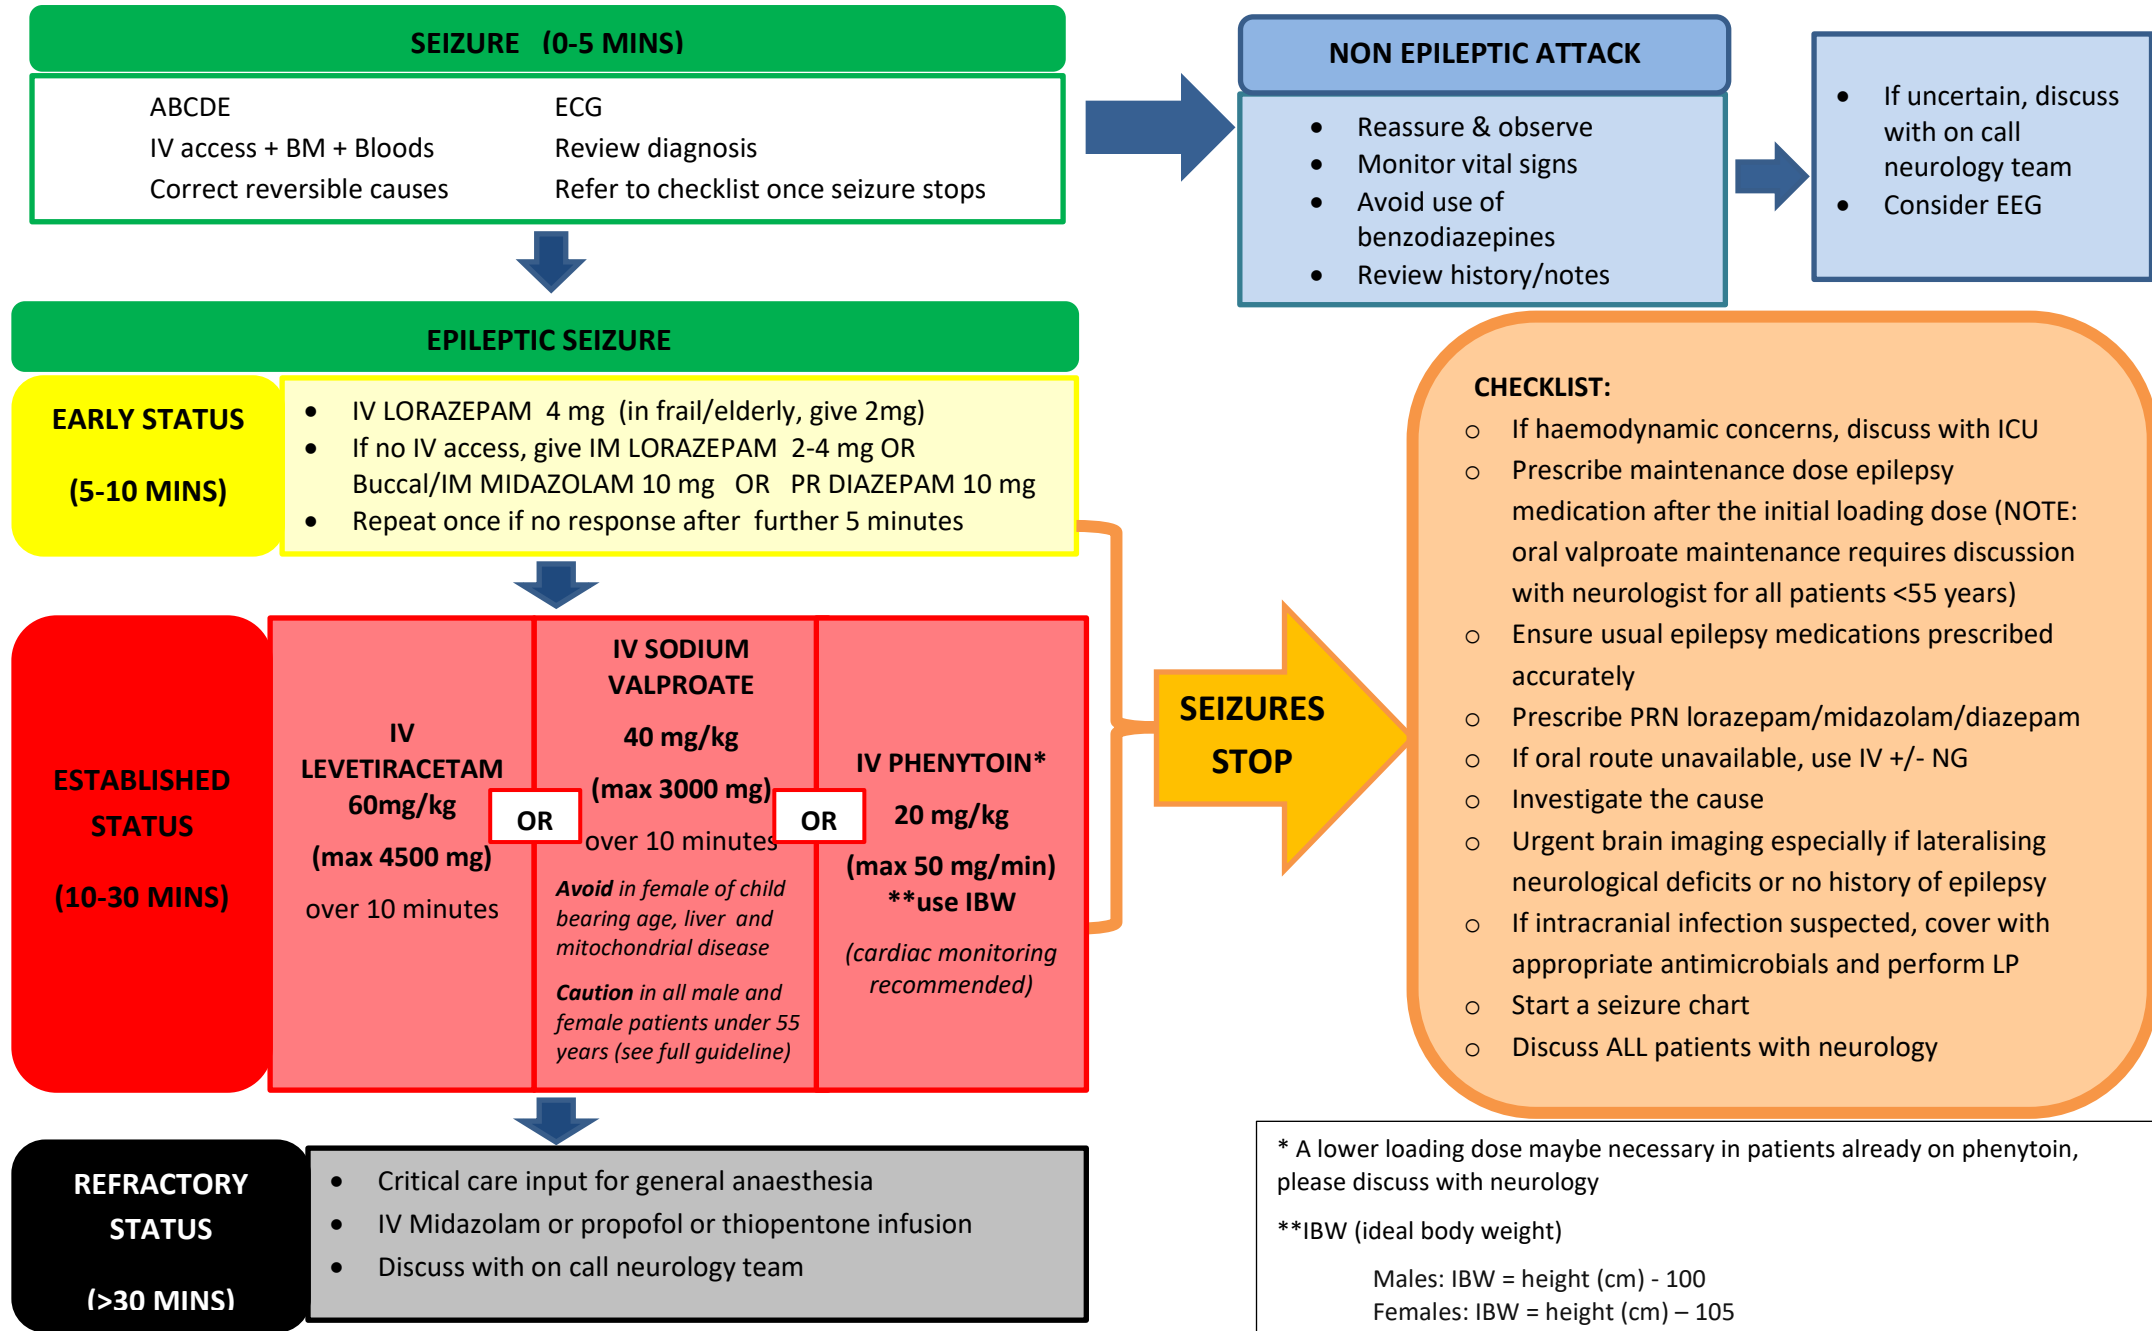 SEIZURE (0-5 MINS)
ABCDE
IV access + BM + Bloods
Correct reversible causes
ECG
Review diagnosis
Refer to checklist once seizure stops
NON EPILEPTIC ATTACK
• Reassure & observe
• Monitor vital signs
• Avoid use of
benzodiazepines
• Review history/notes
• If uncertain, discuss
with on call
neurology team
• Consider EEG
EPILEPTIC SEIZURE
EARLY STATUS
(5-10 MINS)
• IV LORAZEPAM 4 mg (in frail/elderly, give 2mg)
• If no IV access, give IM LORAZEPAM 2-4 mg OR
Buccal/IM MIDAZOLAM 10 mg OR PR DIAZEPAM 10 mg
• Repeat once if no response after further 5 minutes
ESTABLISHED
STATUS
(10-30 MINS)
IV
LEVETIRACETAM
60mg/kg
(max 4500 mg)
over 10 minutes
OR
IV SODIUM
VALPROATE
40 mg/kg
(max 3000 mg)
over 10 minutes
Avoid in female of child
bearing age, liver and
mitochondrial disease
Caution in all male and
female patients under 55
years (see full guideline)
OR
IV PHENYTOIN*
20 mg/kg
(max 50 mg/min)
**use IBW
(cardiac monitoring
recommended)
SEIZURES
STOP
CHECKLIST:
o If haemodynamic concerns, discuss with ICU
o Prescribe maintenance dose epilepsy
medication after the initial loading dose (NOTE:
oral valproate maintenance requires discussion
with neurologist for all patients <55 years)
o Ensure usual epilepsy medications prescribed
accurately
o Prescribe PRN lorazepam/midazolam/diazepam
o If oral route unavailable, use IV +/- NG
o Investigate the cause
o Urgent brain imaging especially if lateralising
neurological deficits or no history of epilepsy
o If intracranial infection suspected, cover with
appropriate antimicrobials and perform LP
o Start a seizure chart
o Discuss ALL patients with neurology
REFRACTORY
STATUS
(>30 MINS)
• Critical care input for general anaesthesia
• IV Midazolam or propofol or thiopentone infusion
• Discuss with on call neurology team
* A lower loading dose maybe necessary in patients already on phenytoin,
please discuss with neurology
**IBW (ideal body weight)
Males: IBW = height (cm) - 100
Females: IBW = height (cm) – 105